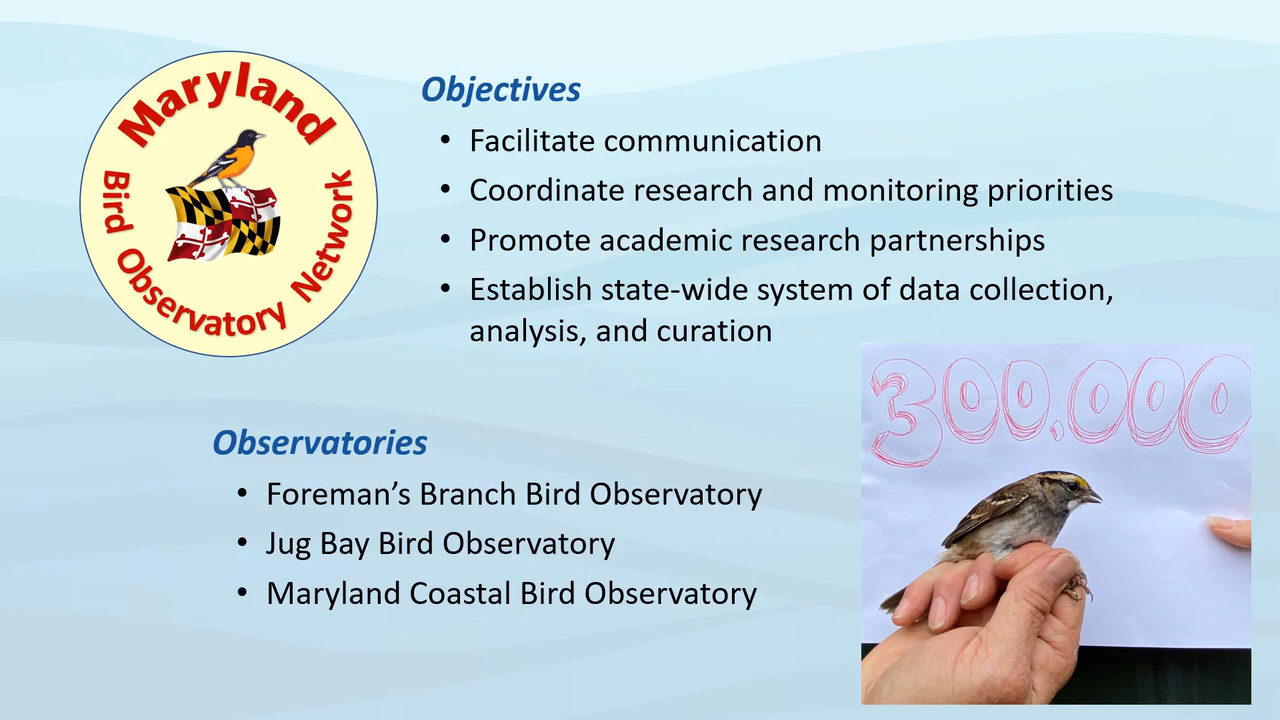 Maryland
Bird Observatory Network
Objectives
• Facilitate communication
• Coordinate research and monitoring priorities
• Promote academic research partnerships
• Establish state-wide system of data collection,
analysis, and curation
300,000
Observatories
• Foreman’s Branch Bird Observatory
• Jug Bay Bird Observatory
• Maryland Coastal Bird Observatory